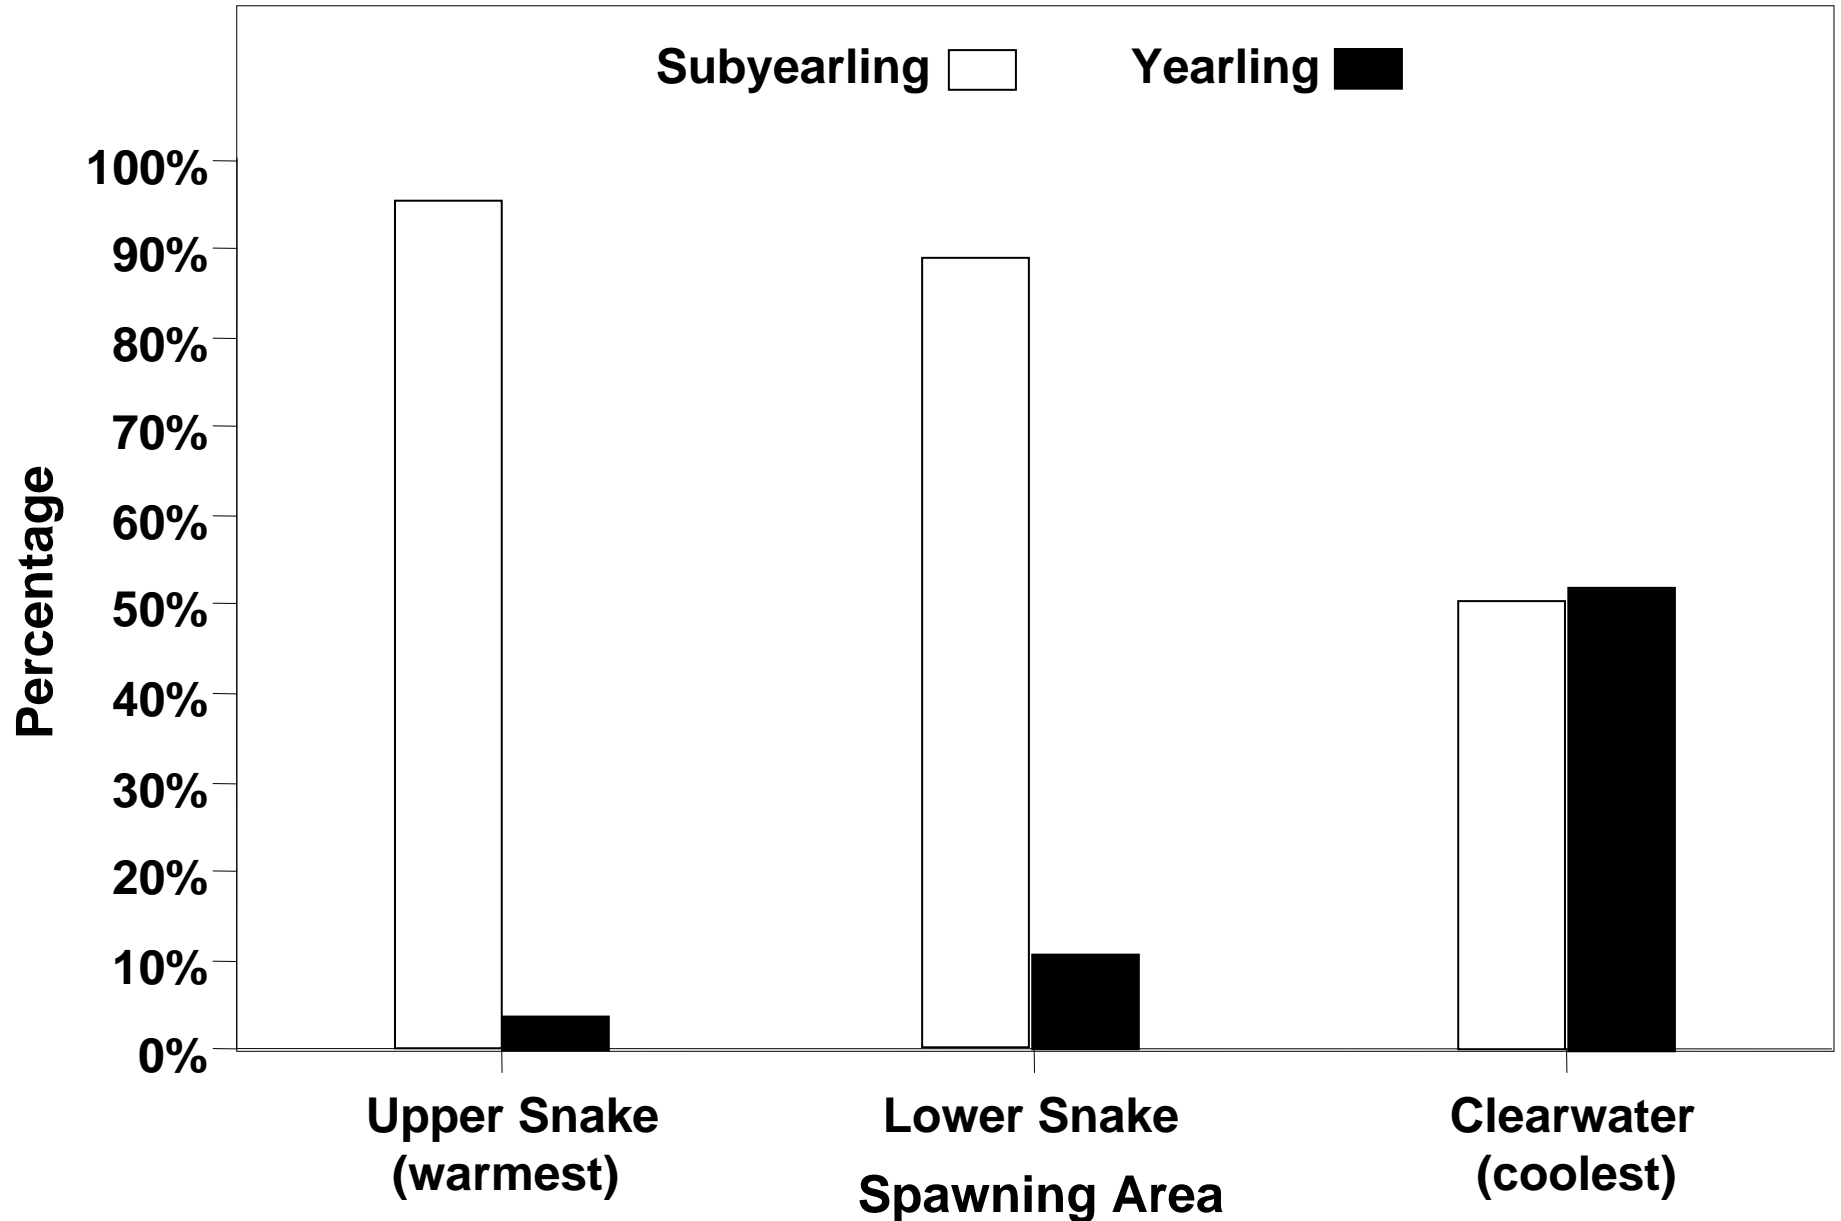 Subyearling
Yearling
100%
90%
80%
70%
60%
50%
40%
30%
20%
10%
0%
Percentage
Upper Snake
(warmest)
Lower Snake
Clearwater
(coolest)
Spawning Area